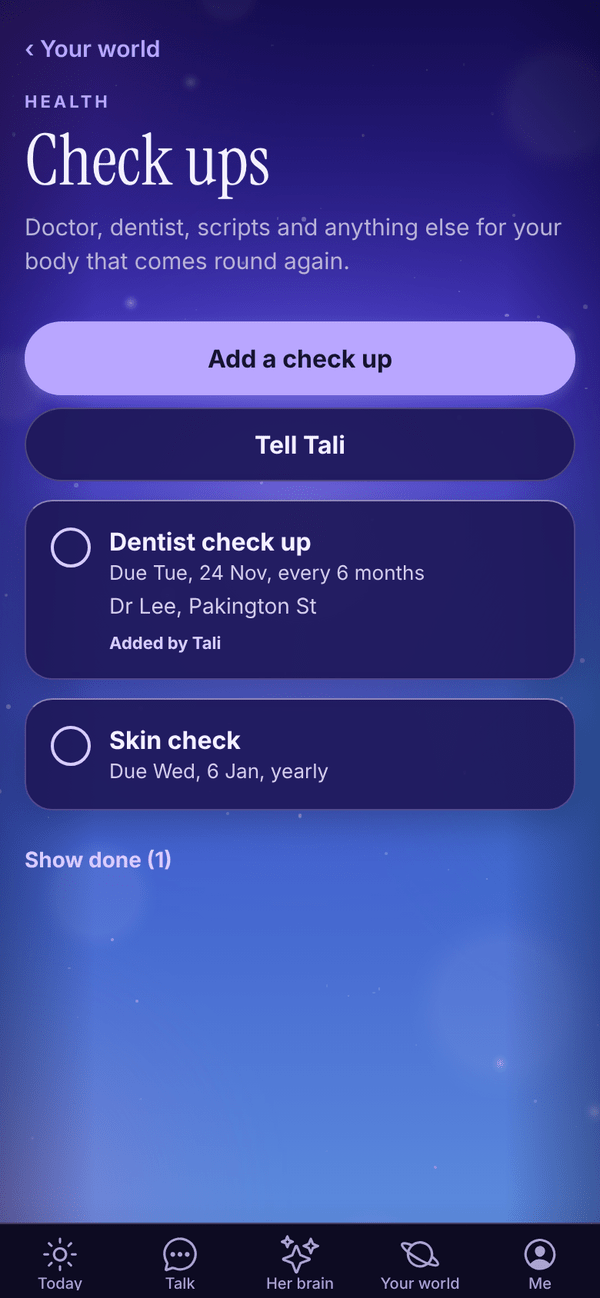 ‹ Your world
HEALTH
Check ups
Doctor, dentist, scripts and anything else for your
body that comes round again.
Add a check up
Tell Tali
Dentist check up
Due Tue, 24 Nov, every 6 months
Dr Lee, Pakington St
Added by Tali
Skin check
Due Wed, 6 Jan, yearly
Show done (1)
Today
Talk
Her brain
Your world
Me